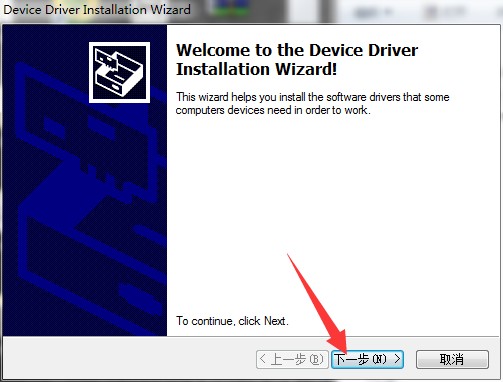 Device Driver Installation Wizard
Welcome to the Device Driver
Installation Wizard!
This wizard helps you install the software drivers that some
computers devices need in order to work.
To continue, click Next.
< 上一步(B) 下一步(N) > 取消